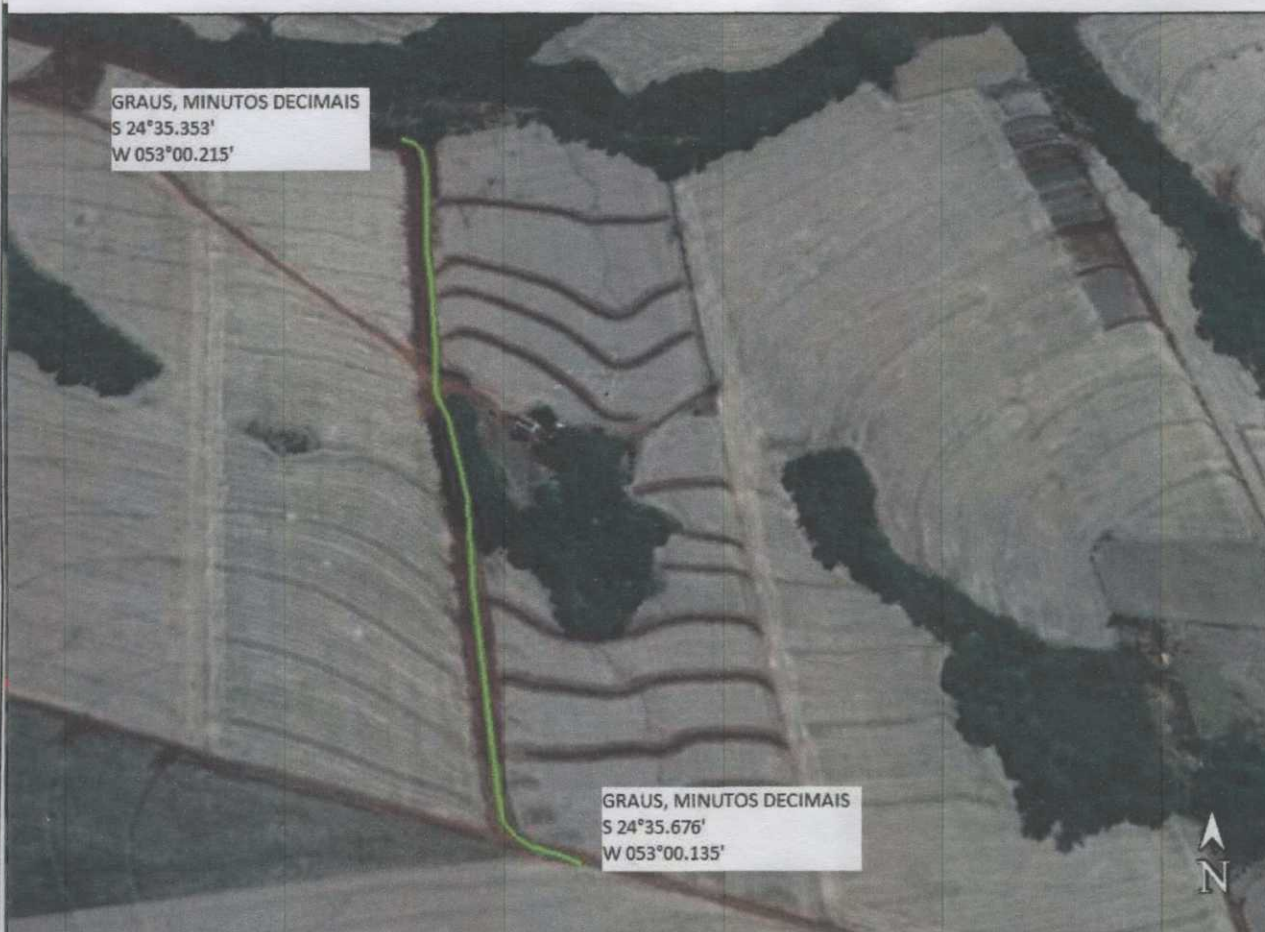 GRAUS, MINUTOS DECIMAIS
S 24°35.353'
W 053°00.215'
GRAUS, MINUTOS DECIMAIS
S 24°35.676'
W 053°00.135'
N